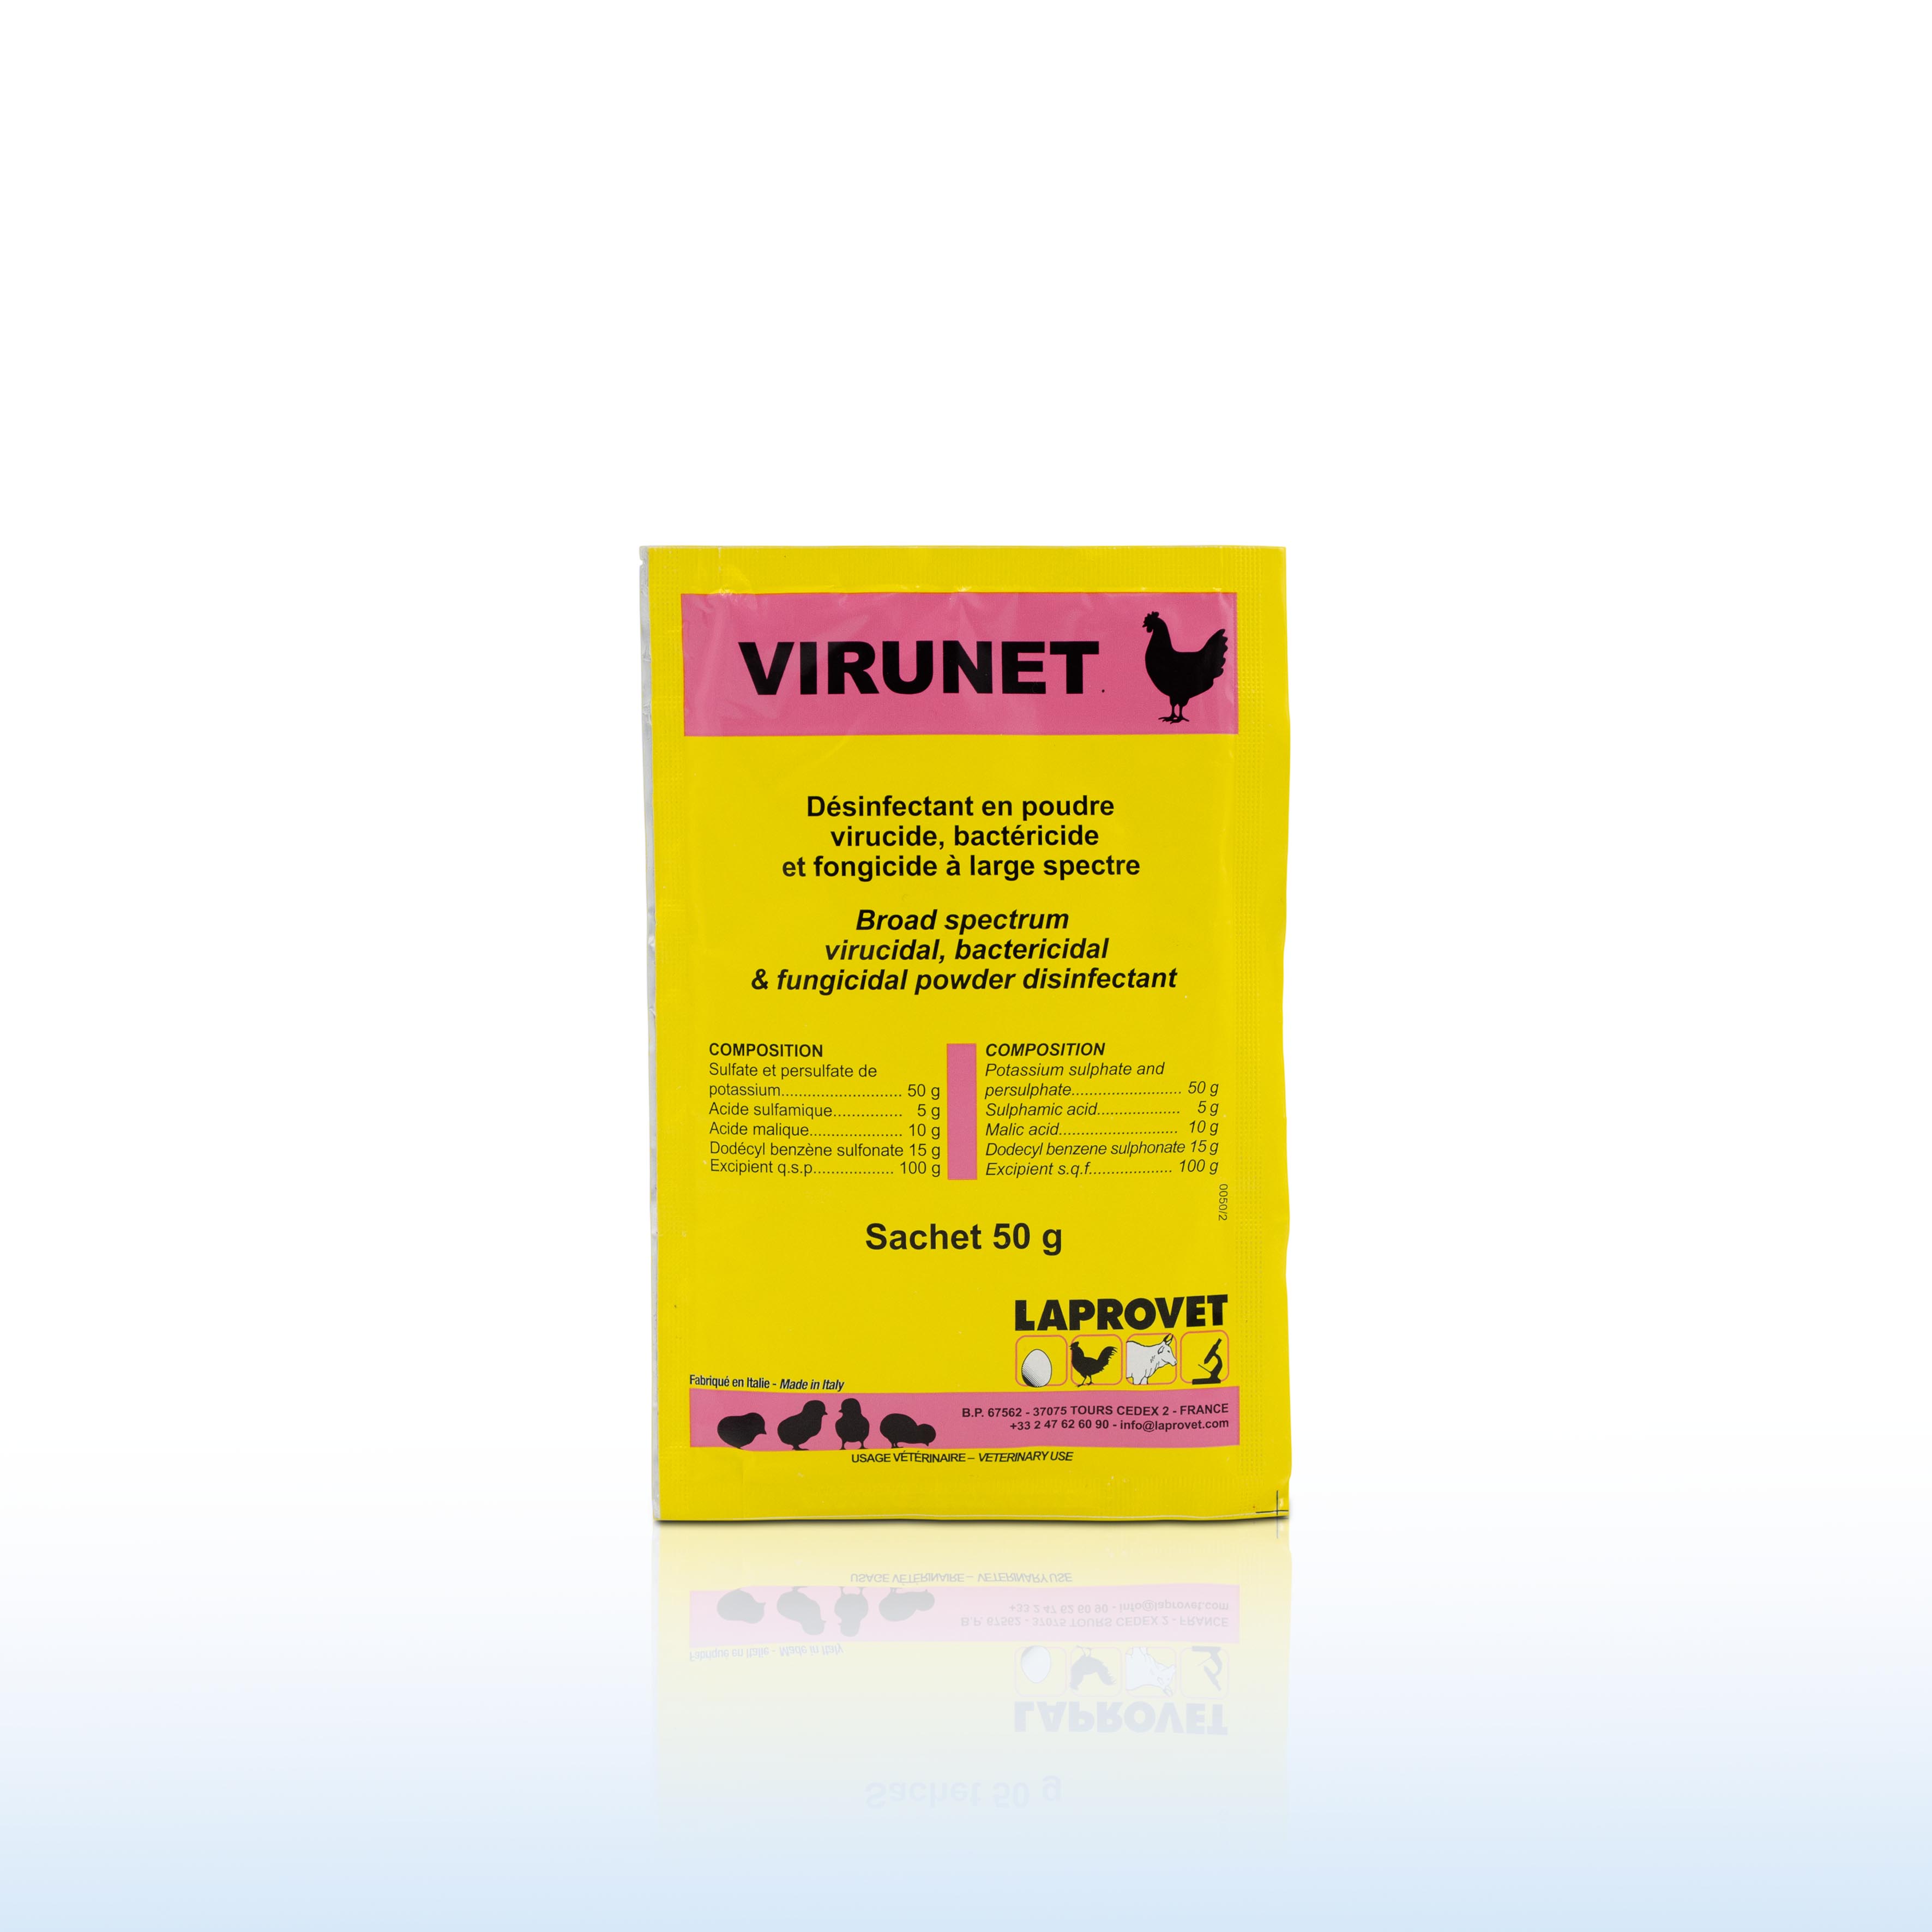 VIRUNET
Désinfectant en poudre
virucide, bactéricide
et fongicide à large spectre
Broad spectrum
virucidal, bactericidal
& fungicidal powder disinfectant
COMPOSITION
Sulfate et persulfate de
potassium........................... 50 g
Acide sulfamique............... 5 g
Acide malique..................... 10 g
Dodécyl benzène sulfonate 15 g
Excipient q.s.p.................. 100 g
COMPOSITION
Potassium sulphate and
persulphate......................... 50 g
Sulphamic acid................... 5 g
Malic acid........................... 10 g
Dodecyl benzene sulphonate 15 g
Excipient s.q.f................... 100 g
0050/2
Sachet 50 g
LAPROVET
Fabriqué en Italie - Made in Italy
B.P. 67562 - 37075 TOURS CEDEX 2 - FRANCE
+33 2 47 62 60 90 - info@laprovet.com
USAGE VÉTÉRINAIRE – VETERINARY USE